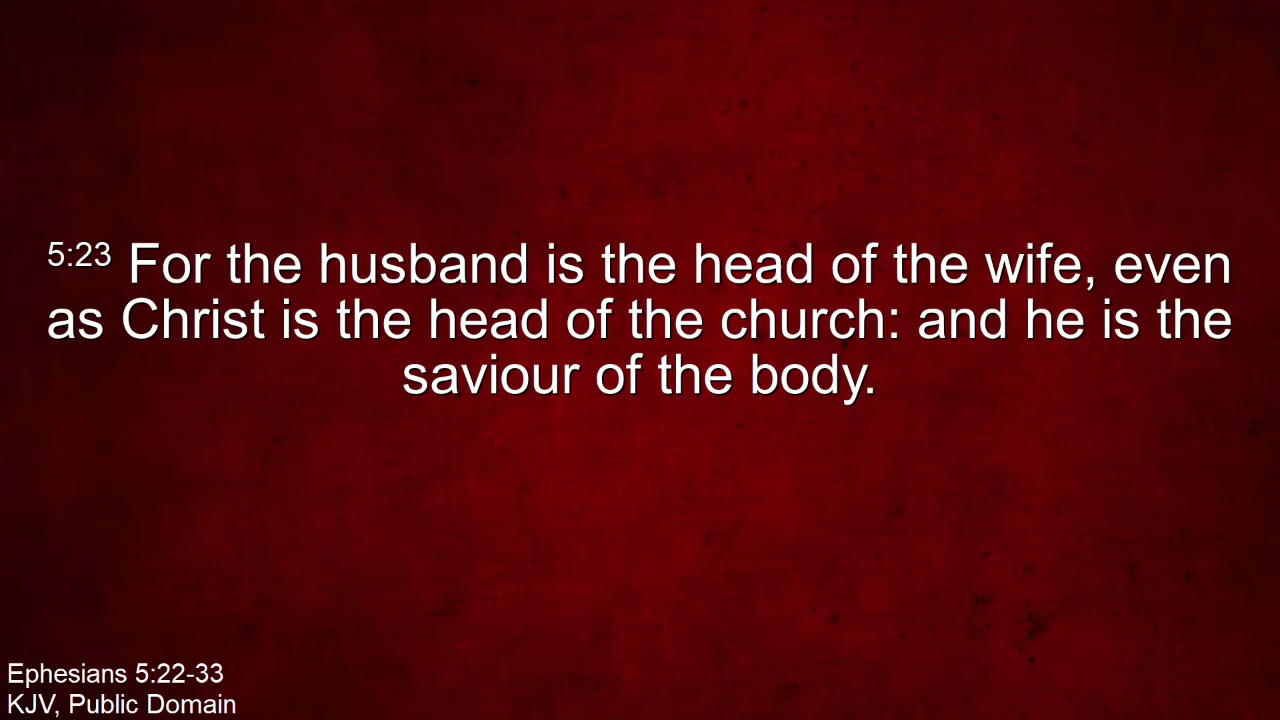 5:23 For the husband is the head of the wife, even
as Christ is the head of the church: and he is the
saviour of the body.
Ephesians 5:22-33
KJV, Public Domain